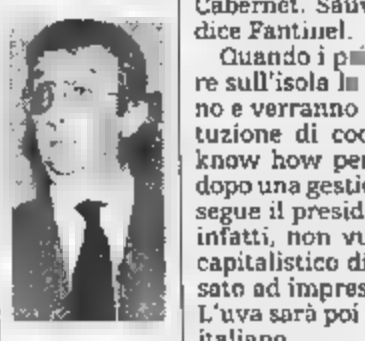 Cabernet. Sauv
dice Fantinel.
Quando i p
re sull'isola
no e verranno
tuzione di coo
know how per
dopo una gestio
segue il presid
infatti, non vu
capitalistico di
sato ad impres
L'uva sarà poi
italiano